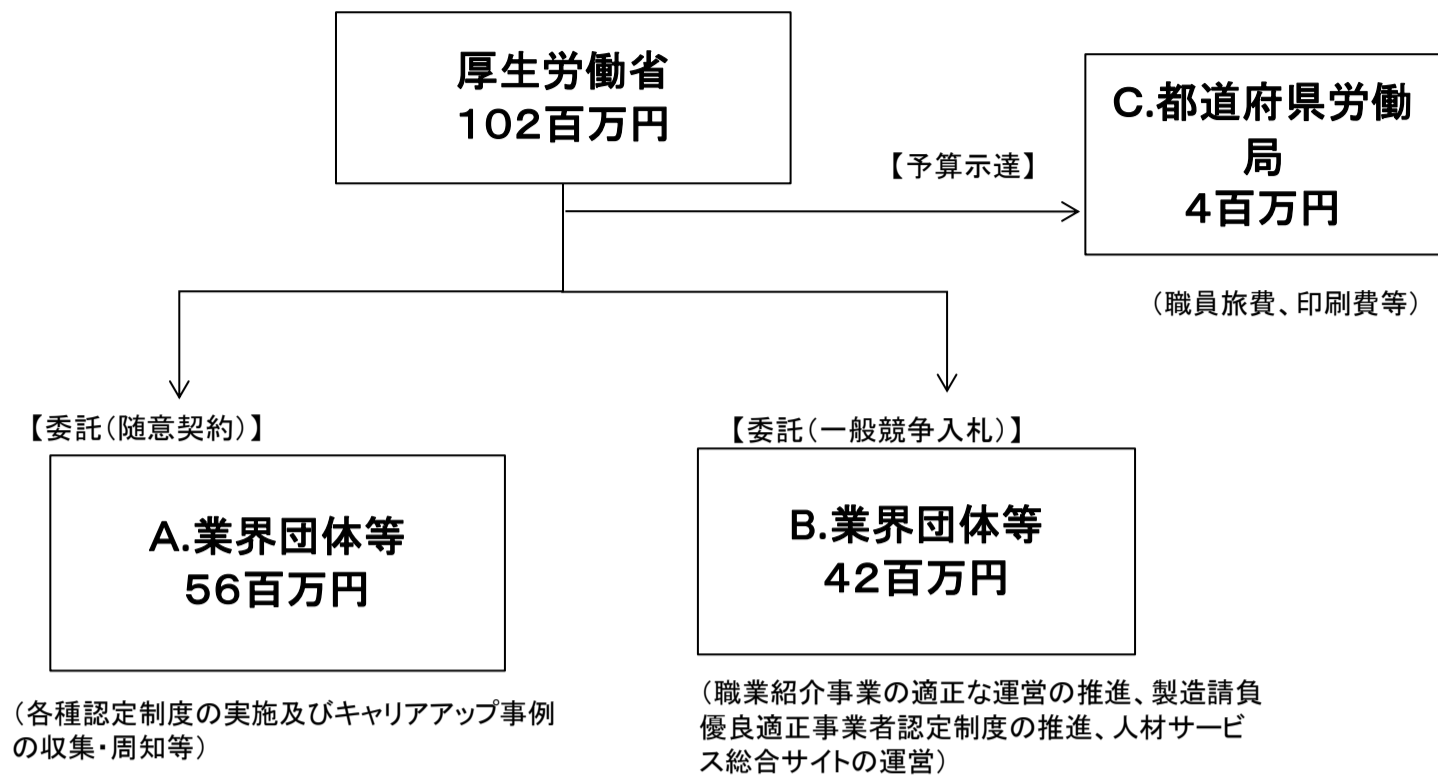 厚生労働省
102百万円
【予算示達】
C.都道府県労働
局
4百万円
（職員旅費、印刷費等）
【委託（随意契約）】
A.業界団体等
56百万円
（各種認定制度の実施及びキャリアアップ事例
の収集・周知等）
【委託（一般競争入札）】
B.業界団体等
42百万円
（職業紹介事業の適正な運営の推進、製造請負
優良適正事業者認定制度の推進、人材サービ
ス総合サイトの運営）